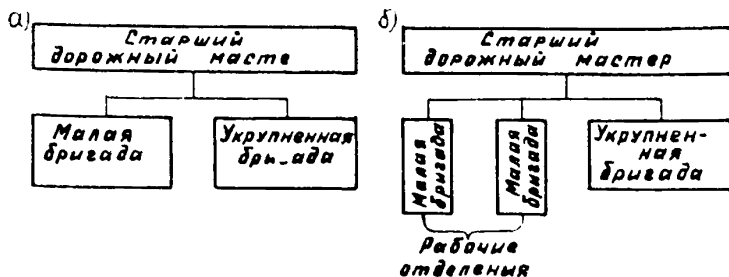 а)
Старший
дорожный масте
Малая
бригада
Укрупненная
бри_ада
б)
Старший
дорожный мастер
Малая
бригада
Малая
бригада
Укрупнен-
ная
бригада
Рабочие
отделения